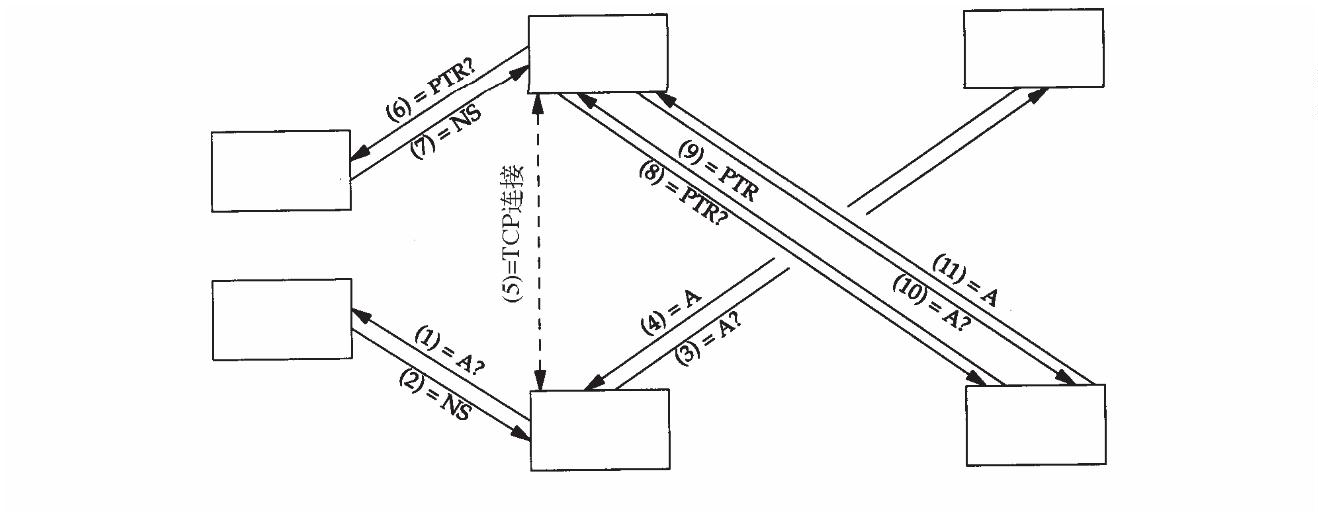 (6) = PTR?
(7) = NS
(9) = PTR
(8) = PTR?
(5)=TCP连接
(11) = A
(10) = A?
(4) = A
(3) = A?
(1) = A?
(2) = NS